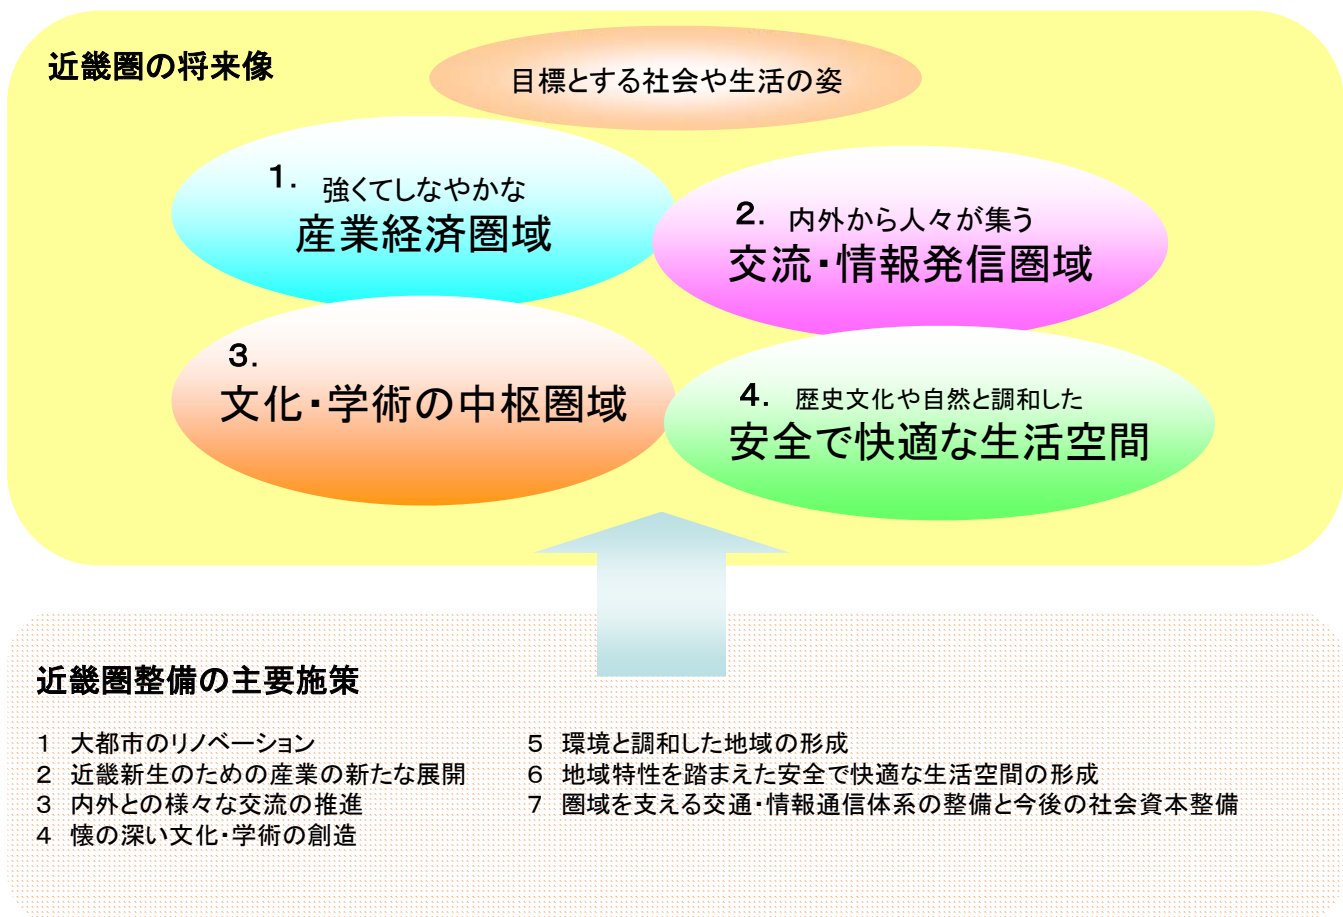 近畿圏の将来像
目標とする社会や生活の姿
1. 強くてしなやかな
産業経済圏域
2. 内外から人々が集う
交流・情報発信圏域
3.
文化・学術の中枢圏域
4. 歴史文化や自然と調和した
安全で快適な生活空間
近畿圏整備の主要施策
1 大都市のリノベーション
2 近畿新生のための産業の新たな展開
3 内外との様々な交流の推進
4 懐の深い文化・学術の創造
5 環境と調和した地域の形成
6 地域特性を踏まえた安全で快適な生活空間の形成
7 圏域を支える交通・情報通信体系の整備と今後の社会資本整備